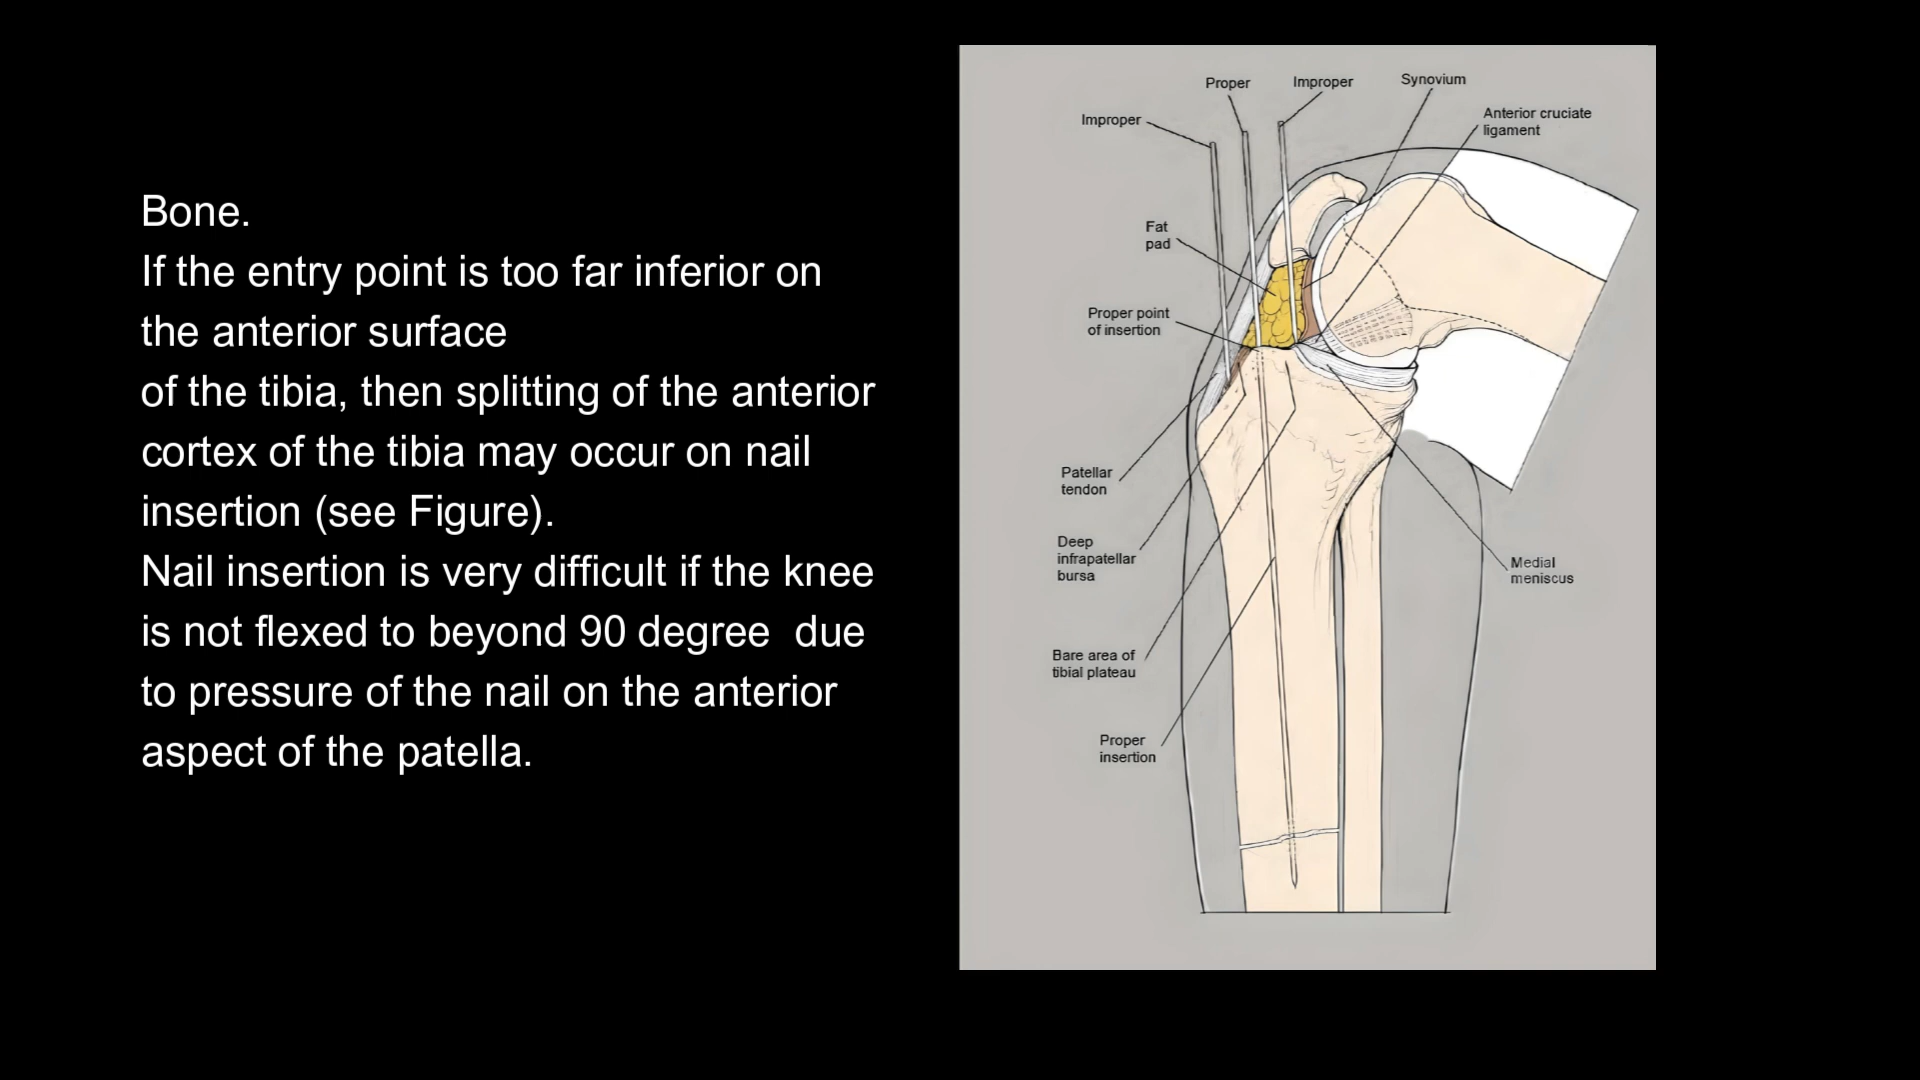 Bone.
If the entry point is too far inferior on
the anterior surface
of the tibia, then splitting of the anterior
cortex of the tibia may occur on nail
insertion (see Figure).
Nail insertion is very difficult if the knee
is not flexed to beyond 90 degree  due
to pressure of the nail on the anterior
aspect of the patella.
Proper
Improper
Synovium
Improper
Anterior cruciate
ligament
Fat
pad
Proper point
of insertion
Patellar
tendon
Deep
infrapatellar
bursa
Medial
meniscus
Bare area of
tibial plateau
Proper
insertion